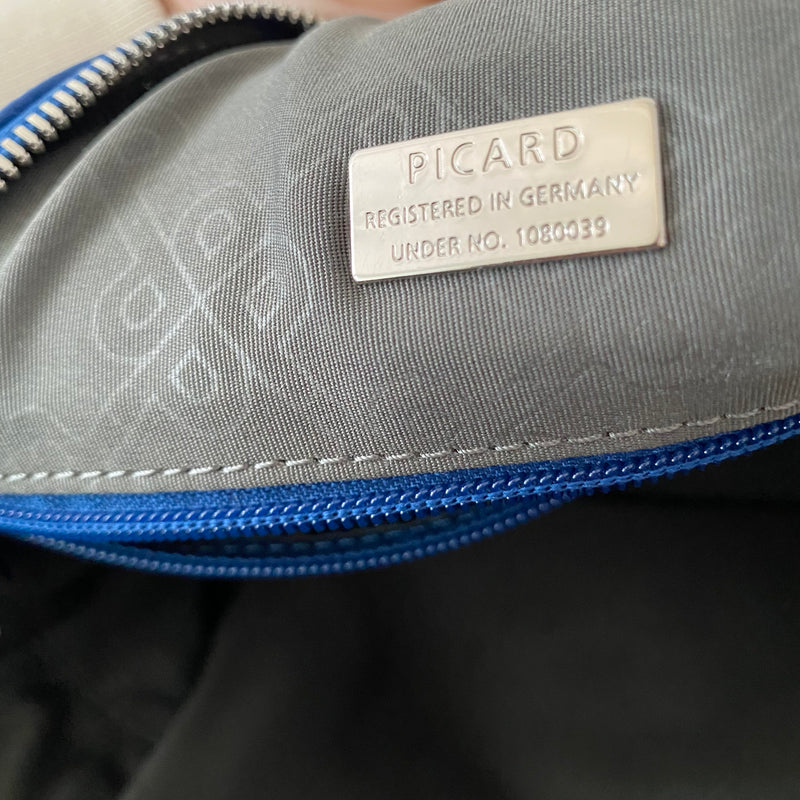 PICARD
REGISTERED IN GERMANY
UNDER NO. 1080039